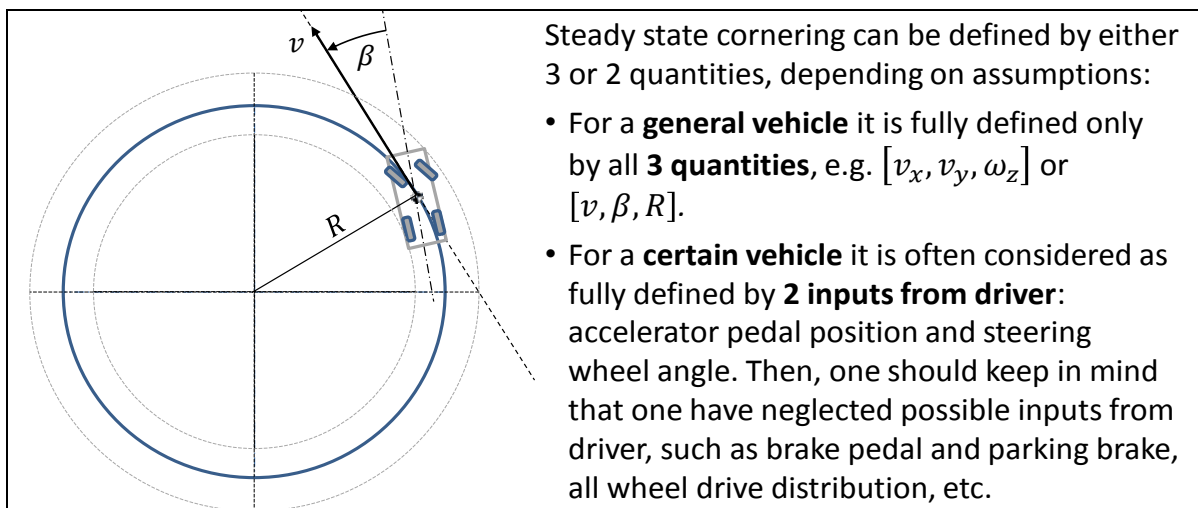 v
β
R
Steady state cornering can be defined by either
3 or 2 quantities, depending on assumptions:
• For a general vehicle it is fully defined only
by all 3 quantities, e.g. [v_x, v_y, ω_z] or
[v, β, R].
• For a certain vehicle it is often considered as
fully defined by 2 inputs from driver:
accelerator pedal position and steering
wheel angle. Then, one should keep in mind
that one have neglected possible inputs from
driver, such as brake pedal and parking brake,
all wheel drive distribution, etc.